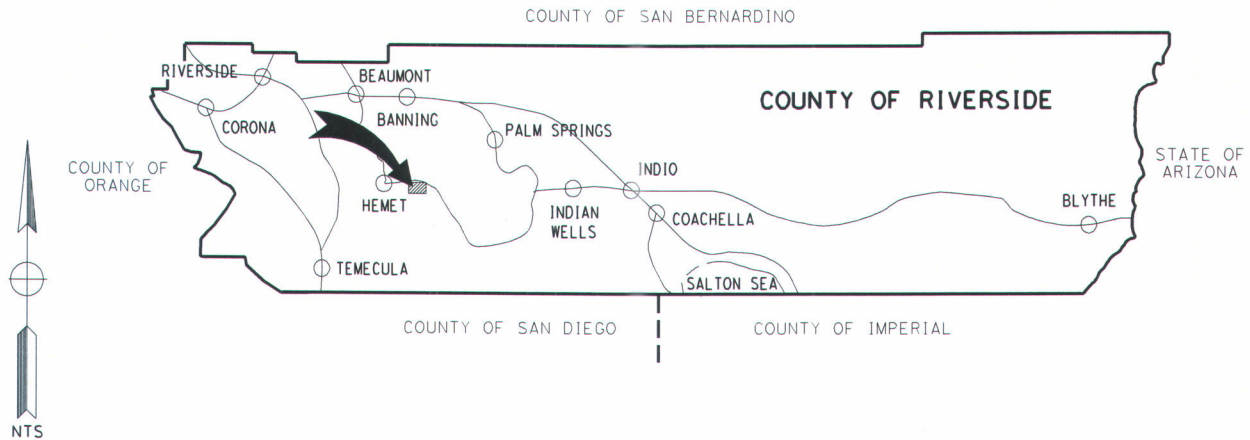 COUNTY OF SAN BERNARDINO
RIVERSIDE
BEAUMONT
COUNTY OF RIVERSIDE
CORONA
BANNING
PALM SPRINGS
COUNTY OF
ORANGE
STATE OF
ARIZONA
INDIO
HEMET
INDIAN
WELLS
COACHELLA
BLYTHE
TEMECULA
SALTON SEA
COUNTY OF SAN DIEGO
COUNTY OF IMPERIAL
NTS